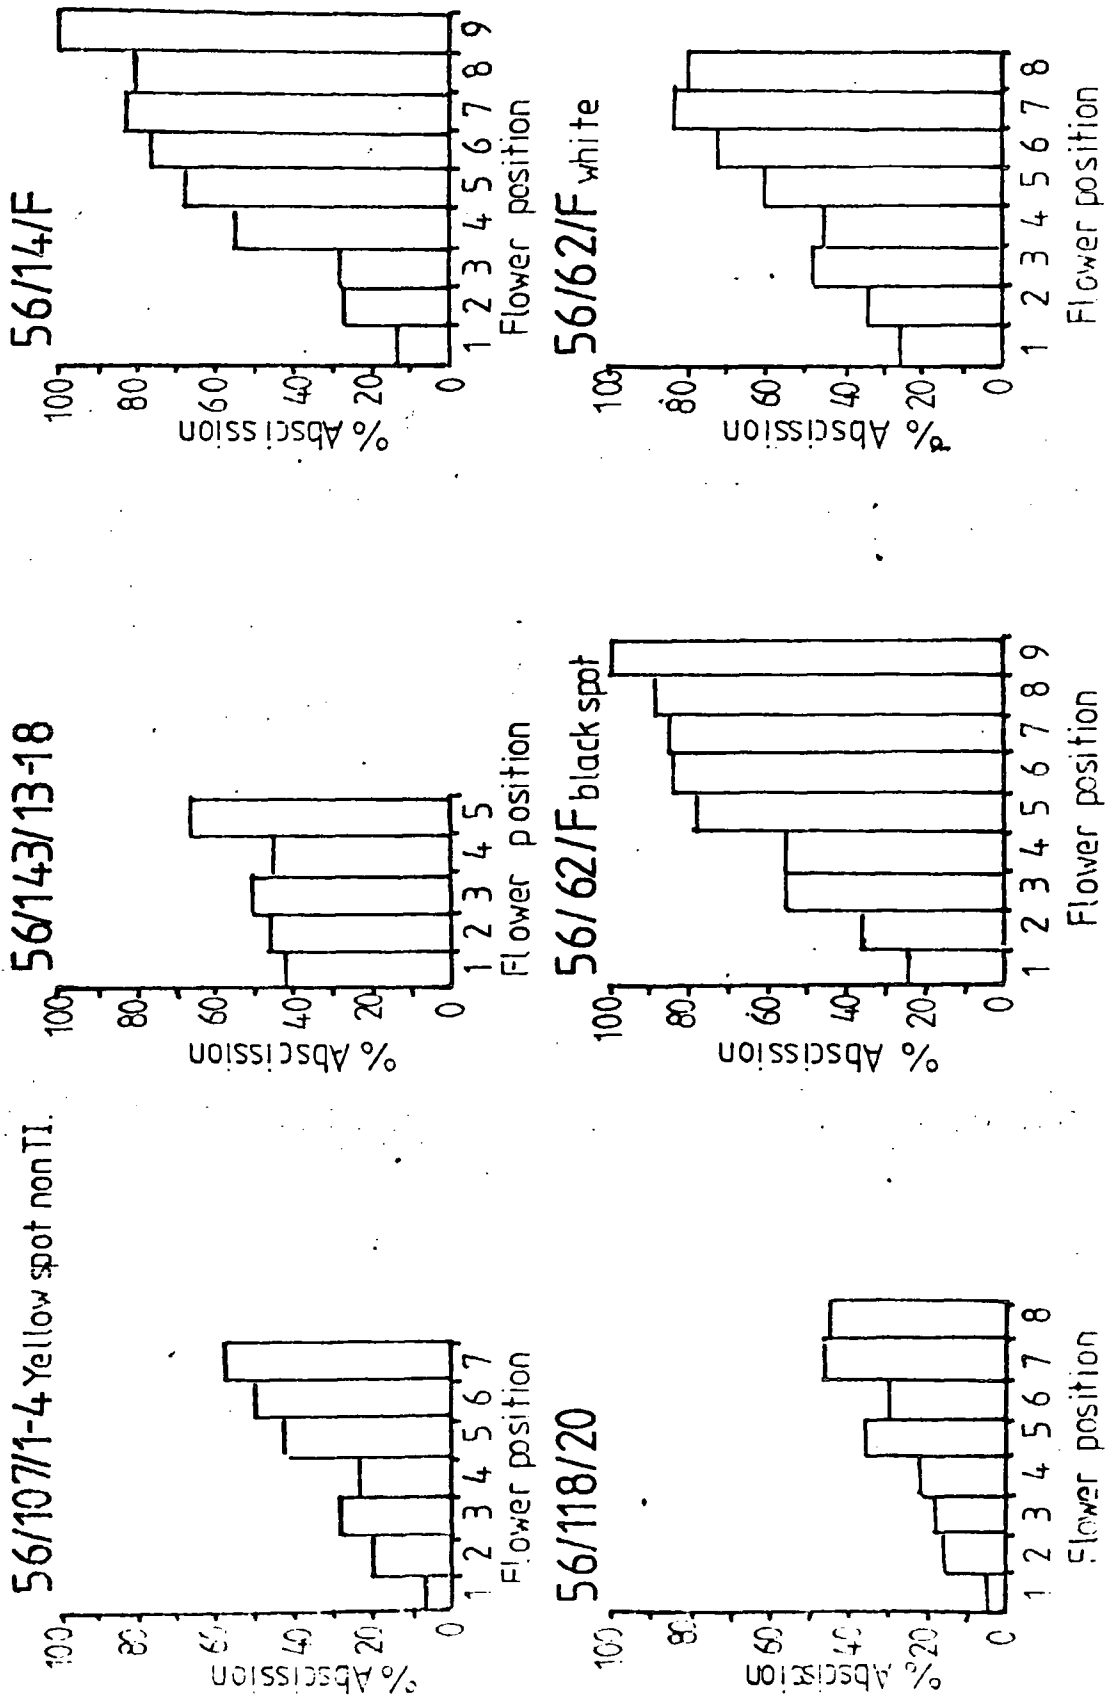 56/107/1-4 Yellow spot non TI.
% Abscission
100
80
60
40
20
0
1 2 3 4 5 6 7
Flower position
56/143/13-18
% Abscission
100
80
60
40
20
0
1 2 3 4 5
Flower position
56/14/F
% Abscission
100
80
60
40
20
0
1 2 3 4 5 6 7 8 9
Flower position
56/118/20
% Abscission
100
80
60
40
20
0
1 2 3 4 5 6 7 8
Flower position
56/62/F black spot
% Abscission
100
80
60
40
20
0
1 2 3 4 5 6 7 8 9
Flower position
56/62/F white
% Abscission
100
80
60
40
20
0
1 2 3 4 5 6 7 8
Flower position